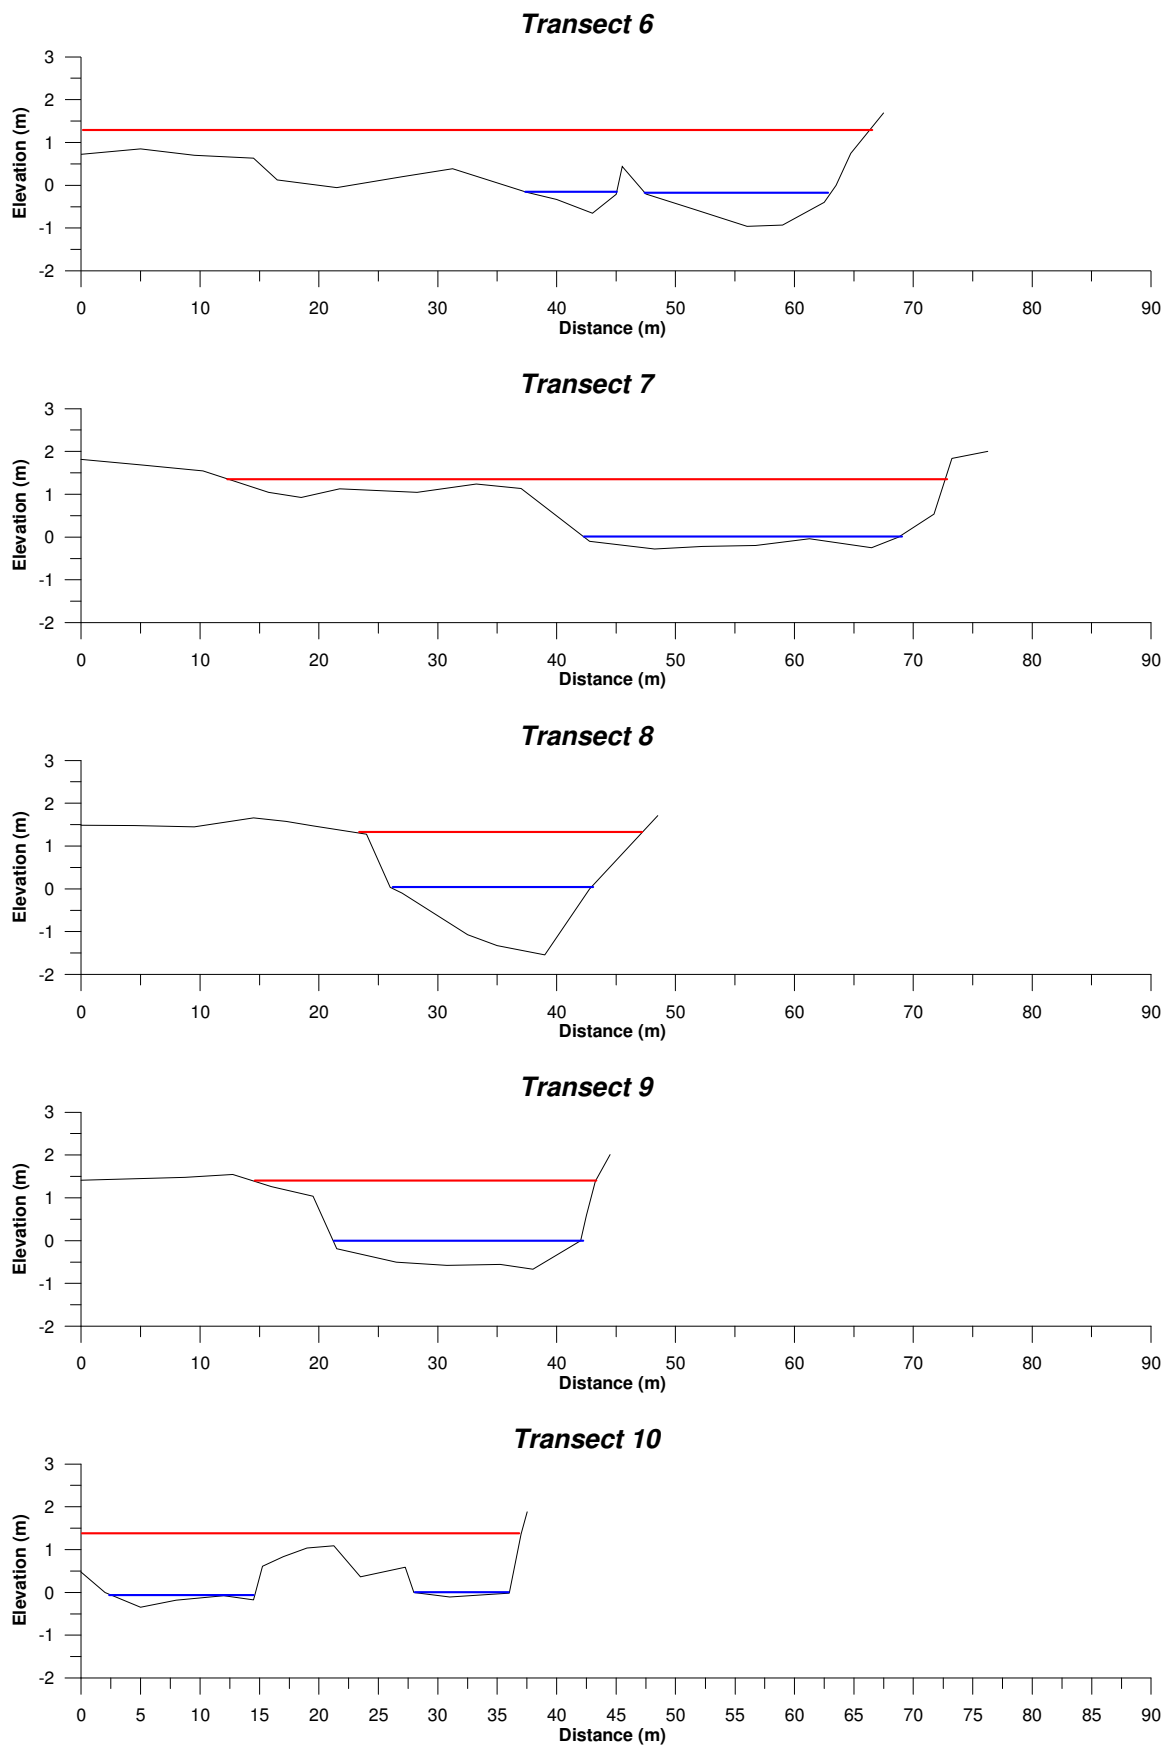 Transect 6
3
2
1
0
-1
-2
Elevation (m)
0 10 20 30 40 50 60 70 80 90
Distance (m)
Transect 7
3
2
1
0
-1
-2
Elevation (m)
0 10 20 30 40 50 60 70 80 90
Distance (m)
Transect 8
3
2
1
0
-1
-2
Elevation (m)
0 10 20 30 40 50 60 70 80 90
Distance (m)
Transect 9
3
2
1
0
-1
-2
Elevation (m)
0 10 20 30 40 50 60 70 80 90
Distance (m)
Transect 10
3
2
1
0
-1
-2
Elevation (m)
0 5 10 15 20 25 30 35 40 45 50 55 60 65 70 75 80 85 90
Distance (m)